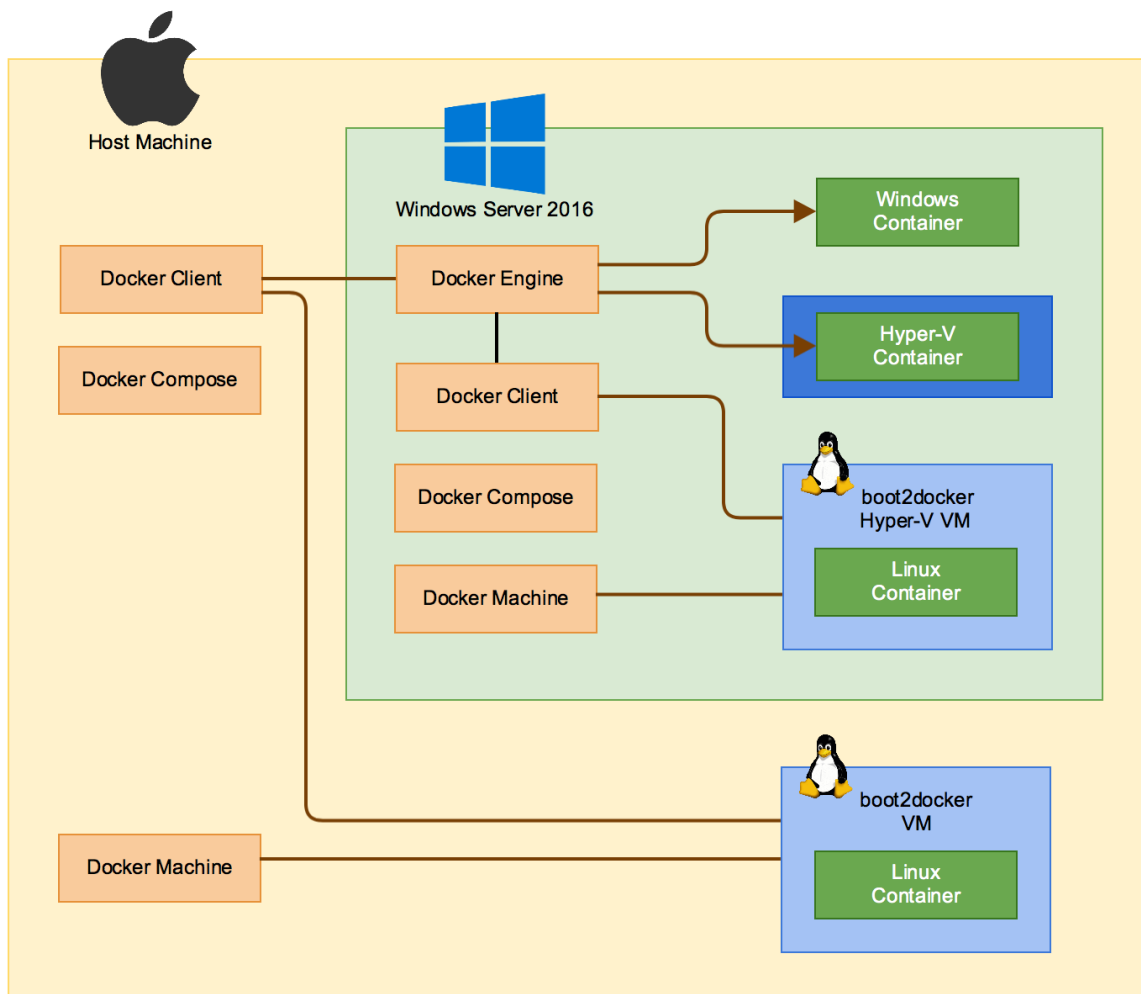 Host Machine
Windows Server 2016
Windows
Container
Docker Client
Docker Engine
Hyper-V
Container
Docker Compose
Docker Client
boot2docker
Hyper-V VM
Docker Compose
Linux
Container
Docker Machine
boot2docker
VM
Docker Machine
Linux
Container